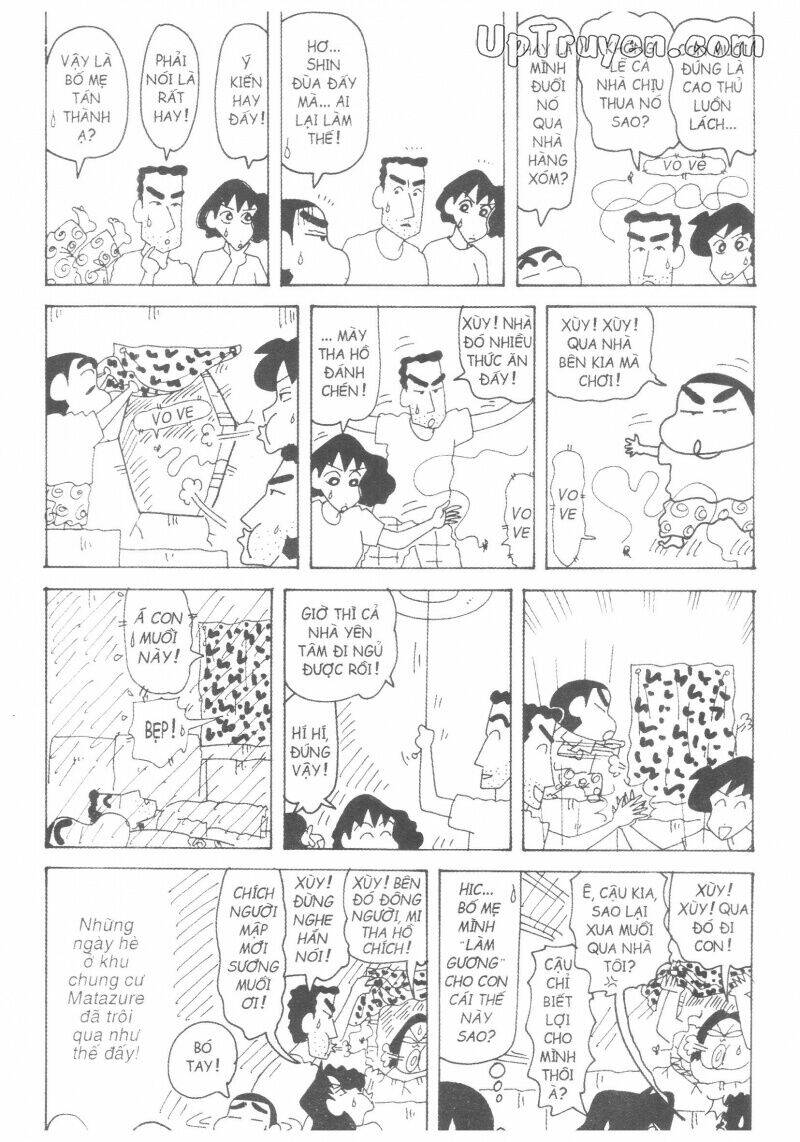 UpTruyen.com
CON MUỖI
ĐÚNG LÀ
CAO THỦ
LUỒN
LÁCH...
KHÔNG
LẼ CẢ
NHÀ CHỊU
THUA NÓ
SAO?
VO VE
HAY LÀ
MÌNH
ĐUỔI
NÓ
QUA
NHÀ
HÀNG
XÓM?
HƠ...
SHIN
ĐÙA ĐẤY
MÀ... AI
LẠI LÀM
THẾ!
Ý
KIẾN
HAY
ĐẤY!
PHẢI
NÓI LÀ
RẤT
HAY!
VẬY LÀ
BỐ MẸ
TÁN
THÀNH
Ạ?
XÙY! XÙY!
QUA NHÀ
BÊN KIA MÀ
CHƠI!
VO
VE
XÙY! NHÀ
ĐÓ NHIỀU
THỨC ĂN
ĐẤY!
... MÀY
THA HỒ
ĐÁNH
CHÉN!
VO
VE
VO VE
GIỜ THÌ CẢ
NHÀ YÊN
TÂM ĐI NGỦ
ĐƯỢC RỒI!
HÍ HÍ,
ĐÚNG
VẬY!
Á CON
MUỖI
NÀY!
BẸP!
XÙY!
XÙY! QUA
ĐÓ ĐI
CON!
Ê, CẬU KIA,
SAO LẠI
XUA MUỖI
QUA NHÀ
TÔI?
CẬU
CHỈ
BIẾT
LỢI
CHO
MÌNH
THÔI
À?
HIC...
BỐ MẸ
MÌNH
"LÀM
GƯƠNG"
CHO CON
CÁI THẾ
NÀY
SAO?
XÙY! BÊN
ĐÓ ĐÔNG
NGƯỜI, MI
THA HỒ
CHÍCH!
XÙY!
ĐỪNG
NGHE
HẮN
NÓI!
CHÍCH
NGƯỜI
MẬP
MỚI
SƯỚNG
MUỖI
ƠI!
BÓ
TAY!
Những
ngày hè
ở khu
chung cư
Matazure
đã trôi
qua như
thế đấy!